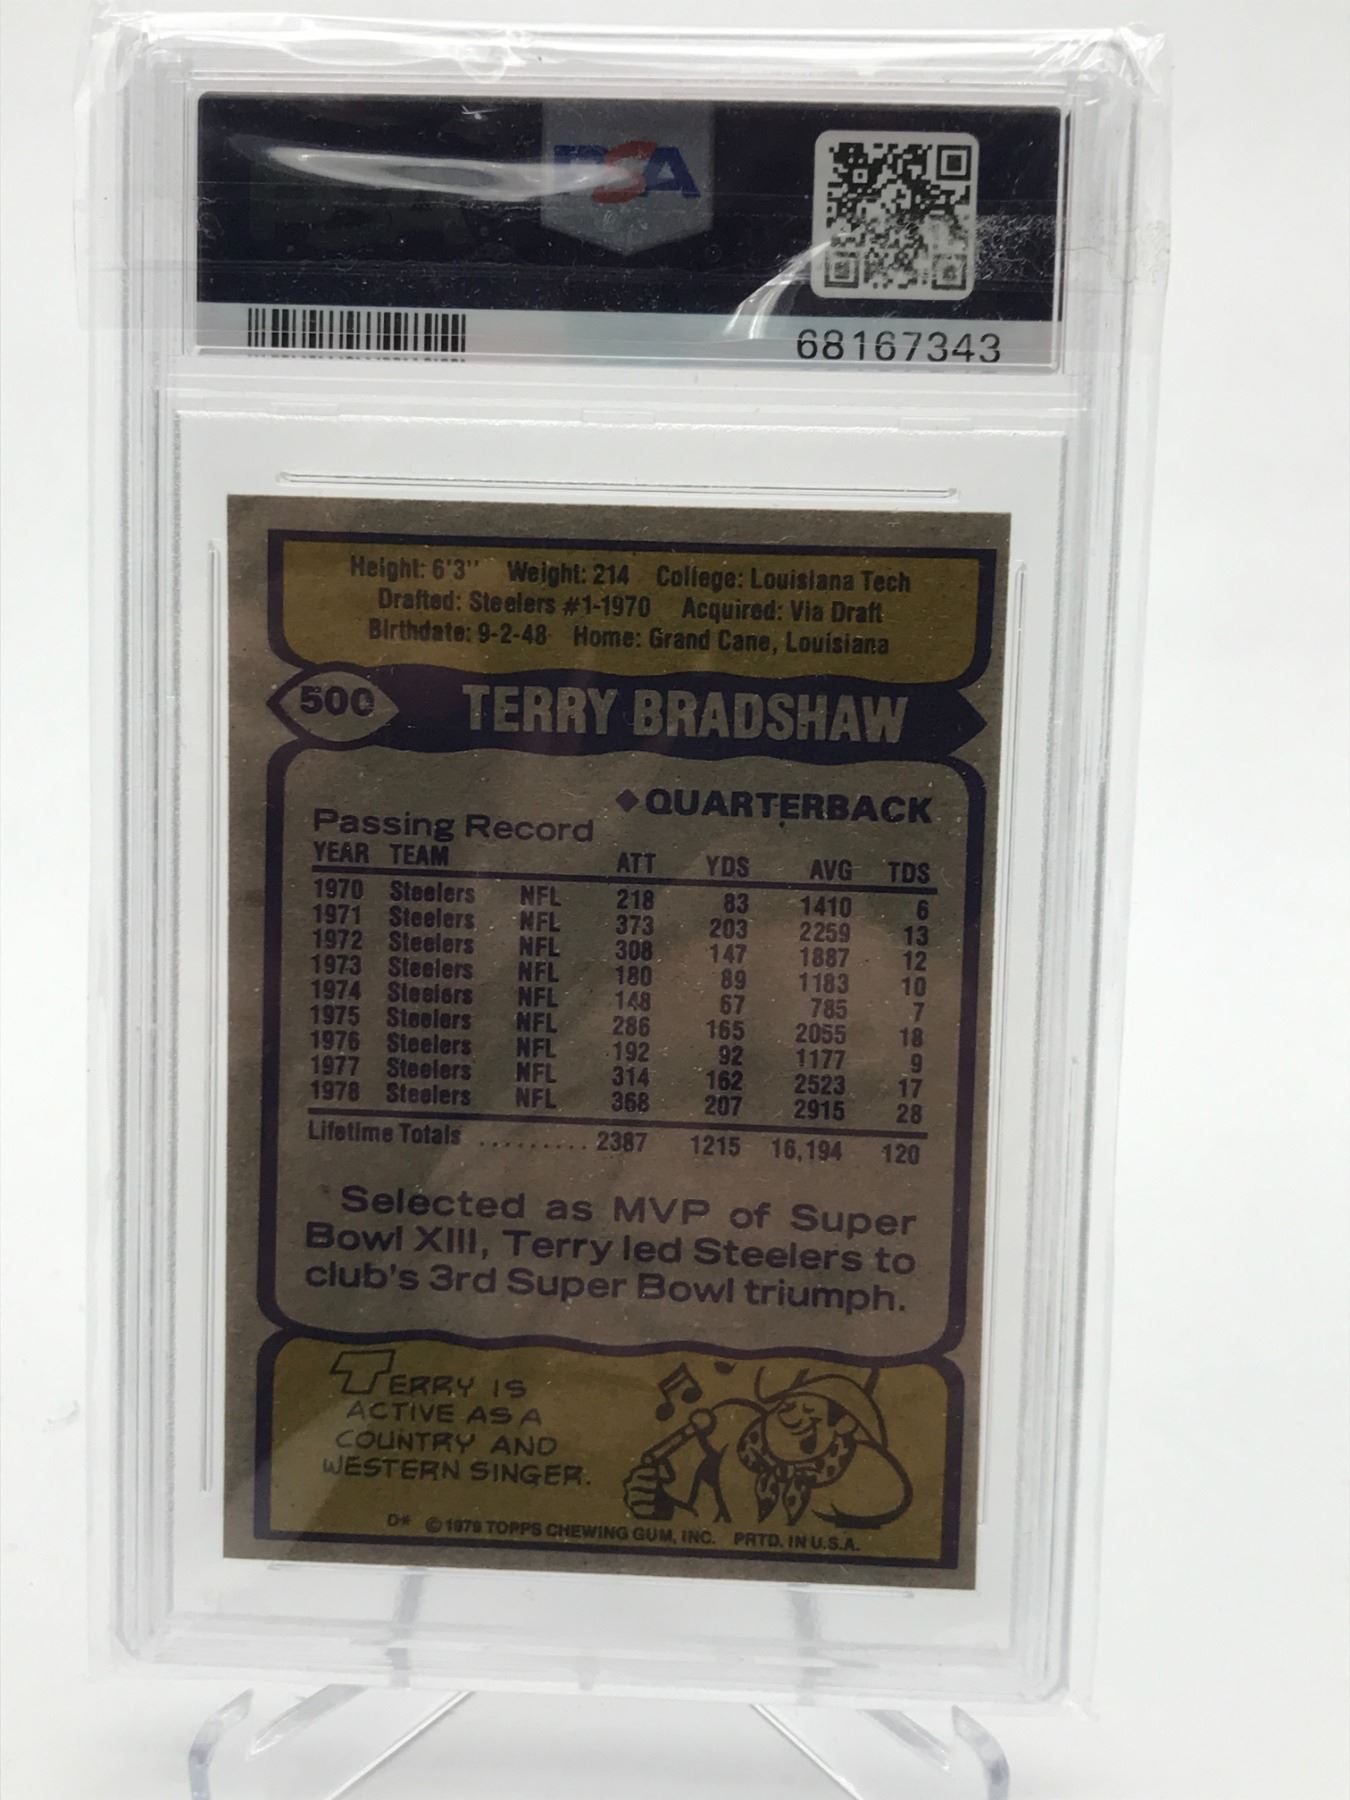 PSA
68167343
Height: 6'3'' Weight: 214 College: Louisiana Tech
Drafted: Steelers #1-1970 Acquired: Via Draft
Birthdate: 9-2-48 Home: Grand Cane, Louisiana
500 TERRY BRADSHAW
◆QUARTERBACK
Passing Record
YEAR TEAM ATT YDS AVG TDS
1970 Steelers NFL 218 83 1410 6
1971 Steelers NFL 373 203 2259 13
1972 Steelers NFL 308 147 1887 12
1973 Steelers NFL 180 89 1183 10
1974 Steelers NFL 148 67 785 7
1975 Steelers NFL 286 165 2055 18
1976 Steelers NFL 192 92 1177 9
1977 Steelers NFL 314 162 2523 17
1978 Steelers NFL 368 207 2915 28
Lifetime Totals ......... 2387 1215 16,194 120
Selected as MVP of Super
Bowl XIII, Terry led Steelers to
club's 3rd Super Bowl triumph.
TERRY IS
ACTIVE AS A
COUNTRY AND
WESTERN SINGER.
D* © 1979 TOPPS CHEWING GUM, INC. PRTD. IN U.S.A.